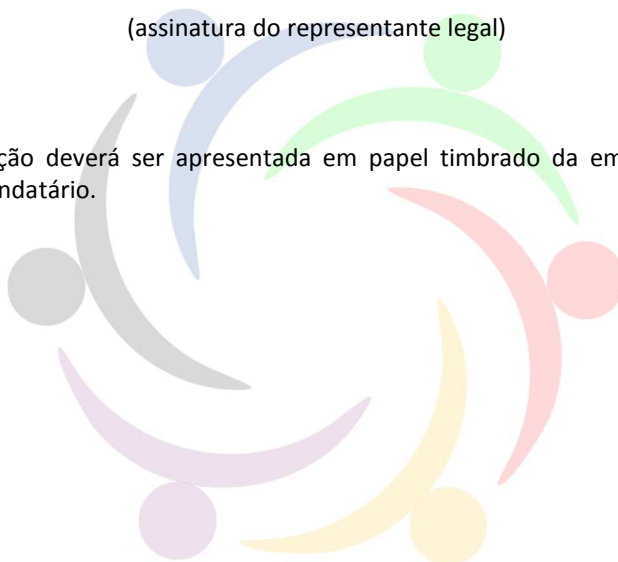 (assinatura do representante legal)
ção deverá ser apresentada em papel timbrado da em
ndatário.